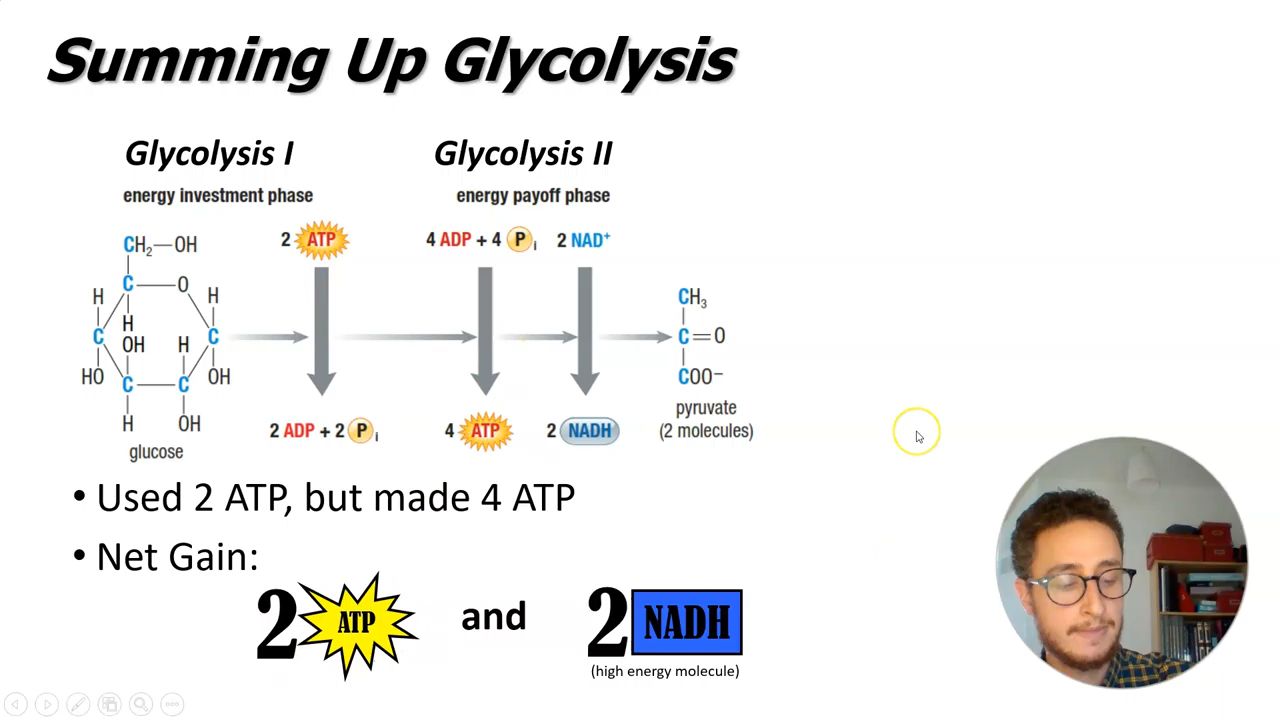 Summing Up Glycolysis
Glycolysis I
Glycolysis II
energy investment phase
energy payoff phase
2 ATP
4 ADP + 4 Pi
2 NAD⁺
CH₂—OH
C
O
H
H
H
C
OH
H
C
HO
C
C
OH
H
OH
glucose
2 ADP + 2 Pi
4 ATP
2 NADH
CH₃
C=O
COO⁻
pyruvate
(2 molecules)
• Used 2 ATP, but made 4 ATP
• Net Gain:
2 ATP and 2 NADH
(high energy molecule)